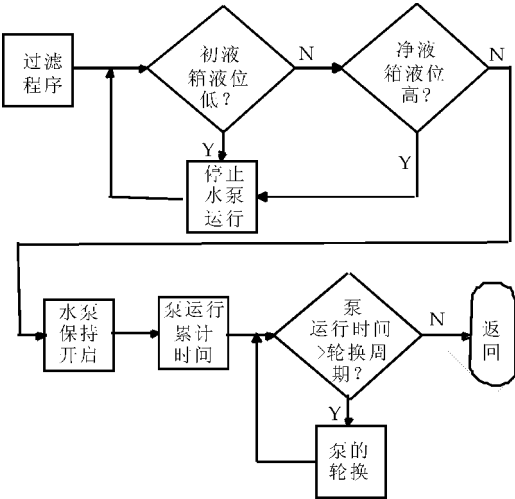 过滤
程序
初液
箱液位
低？
N
净液
箱液位
高？
N
Y
Y
停止
水泵
运行
水泵
保持
开启
泵运行
累计
时间
泵
运行时间
>轮换周
期？
N
返
回
Y
泵的
轮换